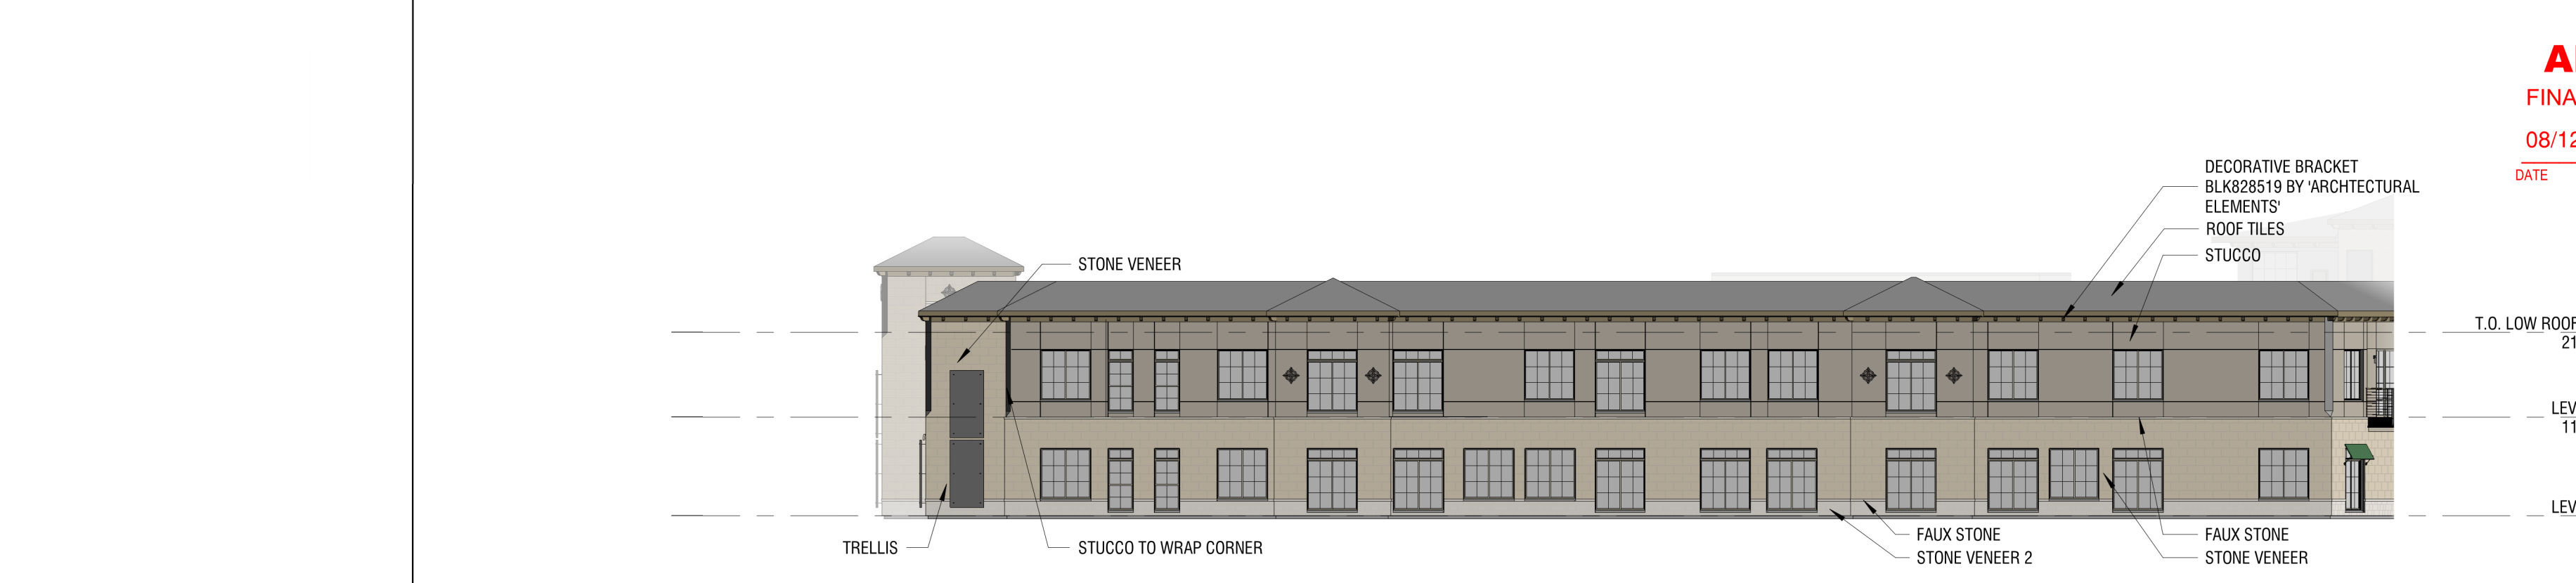 FINA
08/12
DATE
DECORATIVE BRACKET
BLK828519 BY 'ARCHTECTURAL
ELEMENTS'
ROOF TILES
STUCCO
STONE VENEER
T.O. LOW ROOF
21
LEV
11
LEV
FAUX STONE
STONE VENEER 2
FAUX STONE
STONE VENEER
TRELLIS
STUCCO TO WRAP CORNER